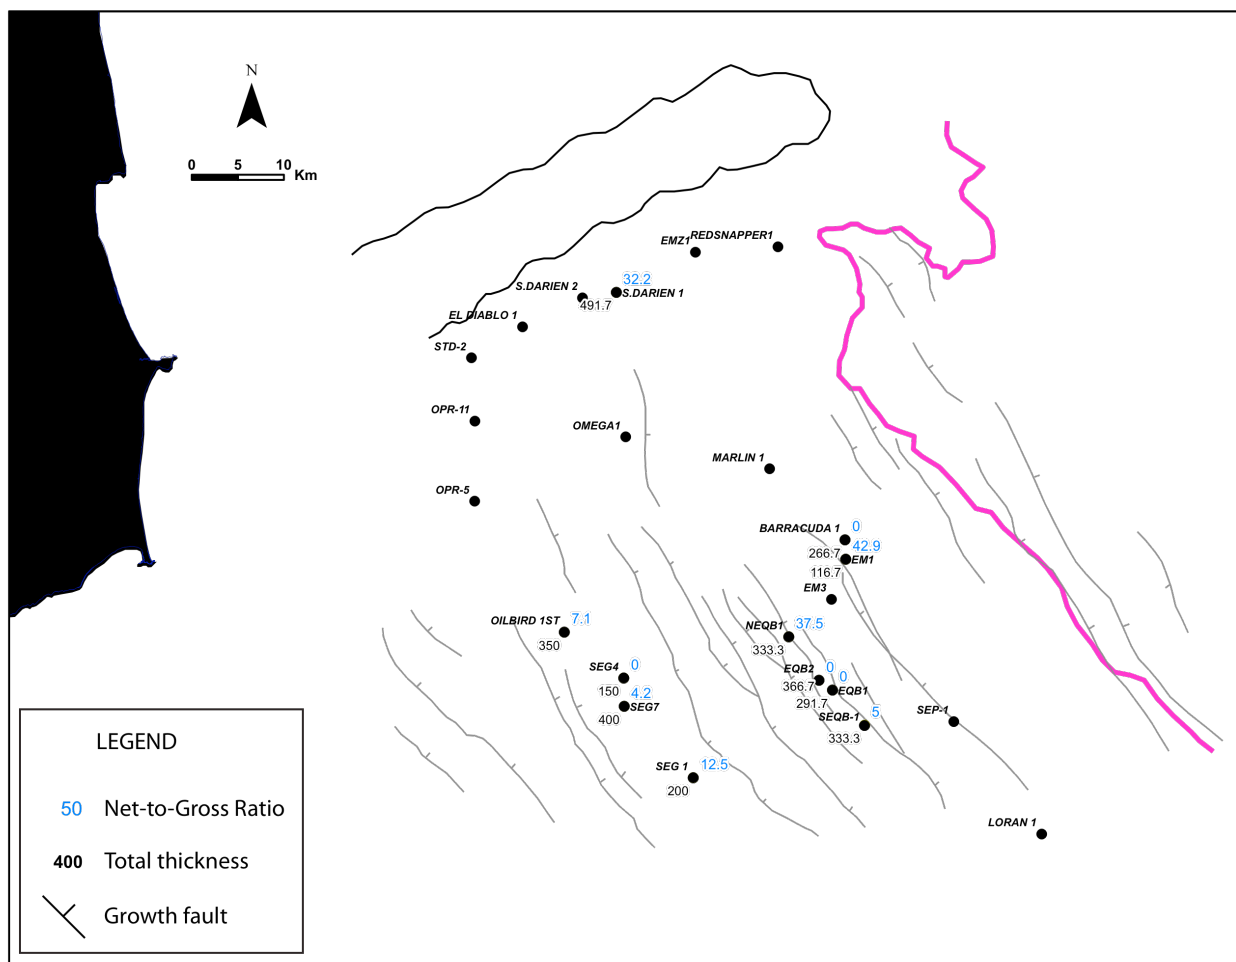 N
0 5 10 Km
EMZ1
REDSNAPPER1
32.2
S.DARIEN 2
S.DARIEN 1
491.7
EL DIABLO 1
STD-2
OPR-11
OMEGA1
MARLIN 1
OPR-5
BARRACUDA 1
0
42.9
266.7
EM1
116.7
EM3
OILBIRD 1ST
7.1
350
NEQB1
37.5
333.3
SEG4
0
150
4.2
SEG7
400
EQB2
0
0
366.7
EQB1
291.7
SEQB-1
5
333.3
SEP-1
SEG 1
12.5
200
LORAN 1
LEGEND
50 Net-to-Gross Ratio
400 Total thickness
Growth fault